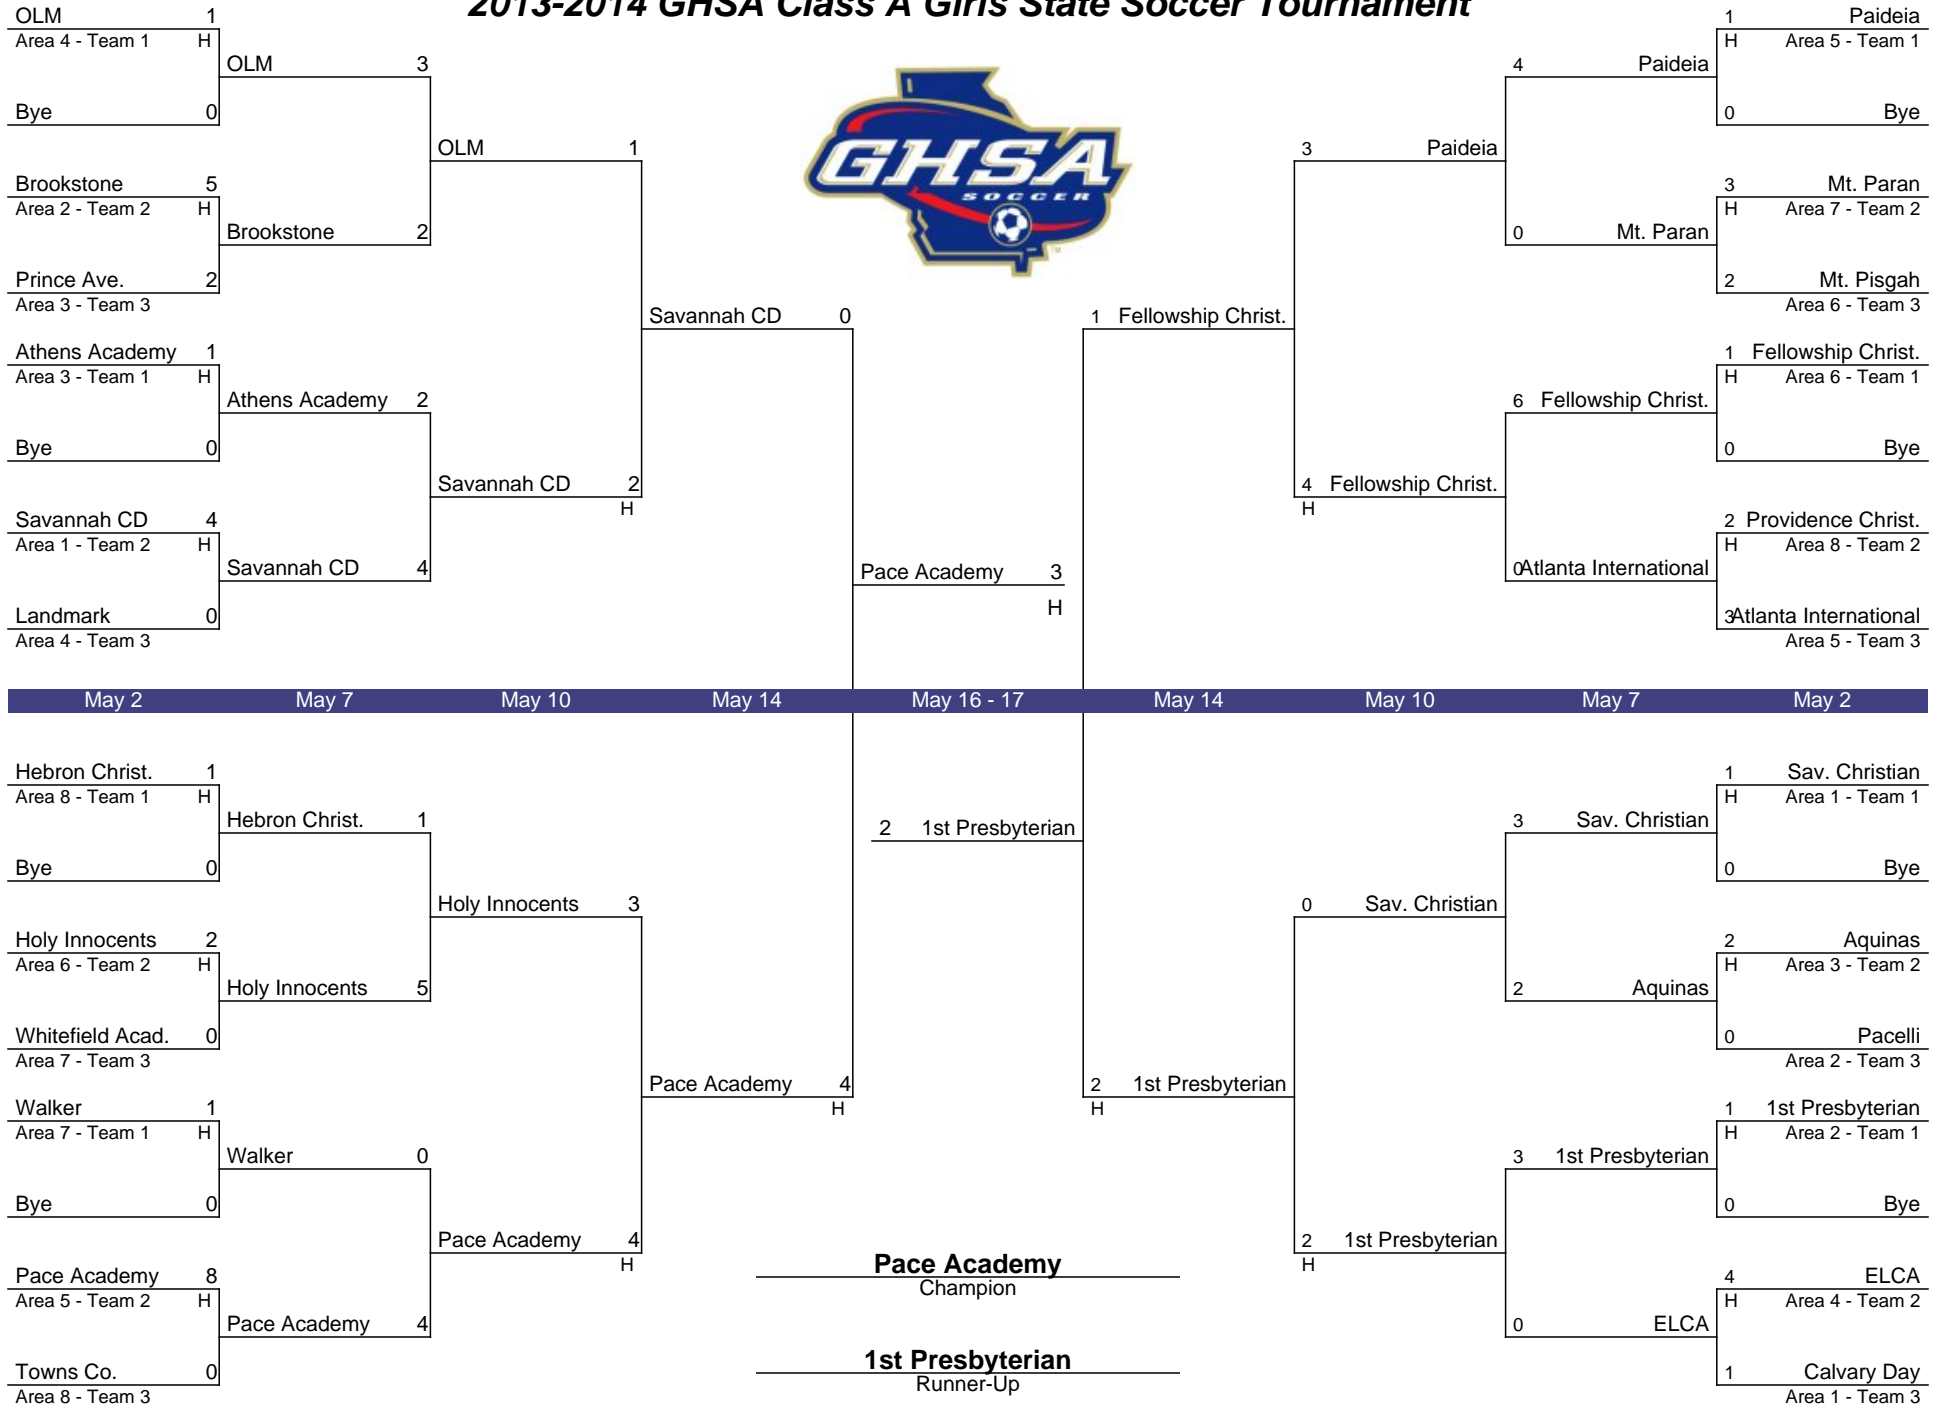 2013-2014 GHSA Class A Girls State Soccer Tournament
GHSA
SOCCER
TM
OLM 1
Area 4 - Team 1 H
Bye 0
Brookstone 5
Area 2 - Team 2 H
Prince Ave. 2
Area 3 - Team 3
Athens Academy 1
Area 3 - Team 1 H
Bye 0
Savannah CD 4
Area 1 - Team 2 H
Landmark 0
Area 4 - Team 3
OLM 3
Brookstone 2
Athens Academy 2
Savannah CD 4
OLM 1
Savannah CD 2
H
Savannah CD 0
Pace Academy 3
H
1 Fellowship Christ.
3 Paideia
4 Fellowship Christ.
H
4 Paideia
0 Mt. Paran
6 Fellowship Christ.
0 Atlanta International
1 Paideia
H Area 5 - Team 1
0 Bye
3 Mt. Paran
H Area 7 - Team 2
2 Mt. Pisgah
Area 6 - Team 3
1 Fellowship Christ.
H Area 6 - Team 1
0 Bye
2 Providence Christ.
H Area 8 - Team 2
3 Atlanta International
Area 5 - Team 3
May 2 May 7 May 10 May 14 May 16 - 17 May 14 May 10 May 7 May 2
Hebron Christ. 1
Area 8 - Team 1 H
Bye 0
Holy Innocents 2
Area 6 - Team 2 H
Whitefield Acad. 0
Area 7 - Team 3
Walker 1
Area 7 - Team 1 H
Bye 0
Pace Academy 8
Area 5 - Team 2 H
Towns Co. 0
Area 8 - Team 3
Hebron Christ. 1
Holy Innocents 5
Walker 0
Pace Academy 4
Holy Innocents 3
Pace Academy 4
H
Pace Academy 4
H
2 1st Presbyterian
2 1st Presbyterian
H
0 Sav. Christian
2 1st Presbyterian
H
3 Sav. Christian
2 Aquinas
3 1st Presbyterian
0 ELCA
1 Sav. Christian
H Area 1 - Team 1
0 Bye
2 Aquinas
H Area 3 - Team 2
0 Pacelli
Area 2 - Team 3
1 1st Presbyterian
H Area 2 - Team 1
0 Bye
4 ELCA
H Area 4 - Team 2
1 Calvary Day
Area 1 - Team 3
Pace Academy
Champion
1st Presbyterian
Runner-Up